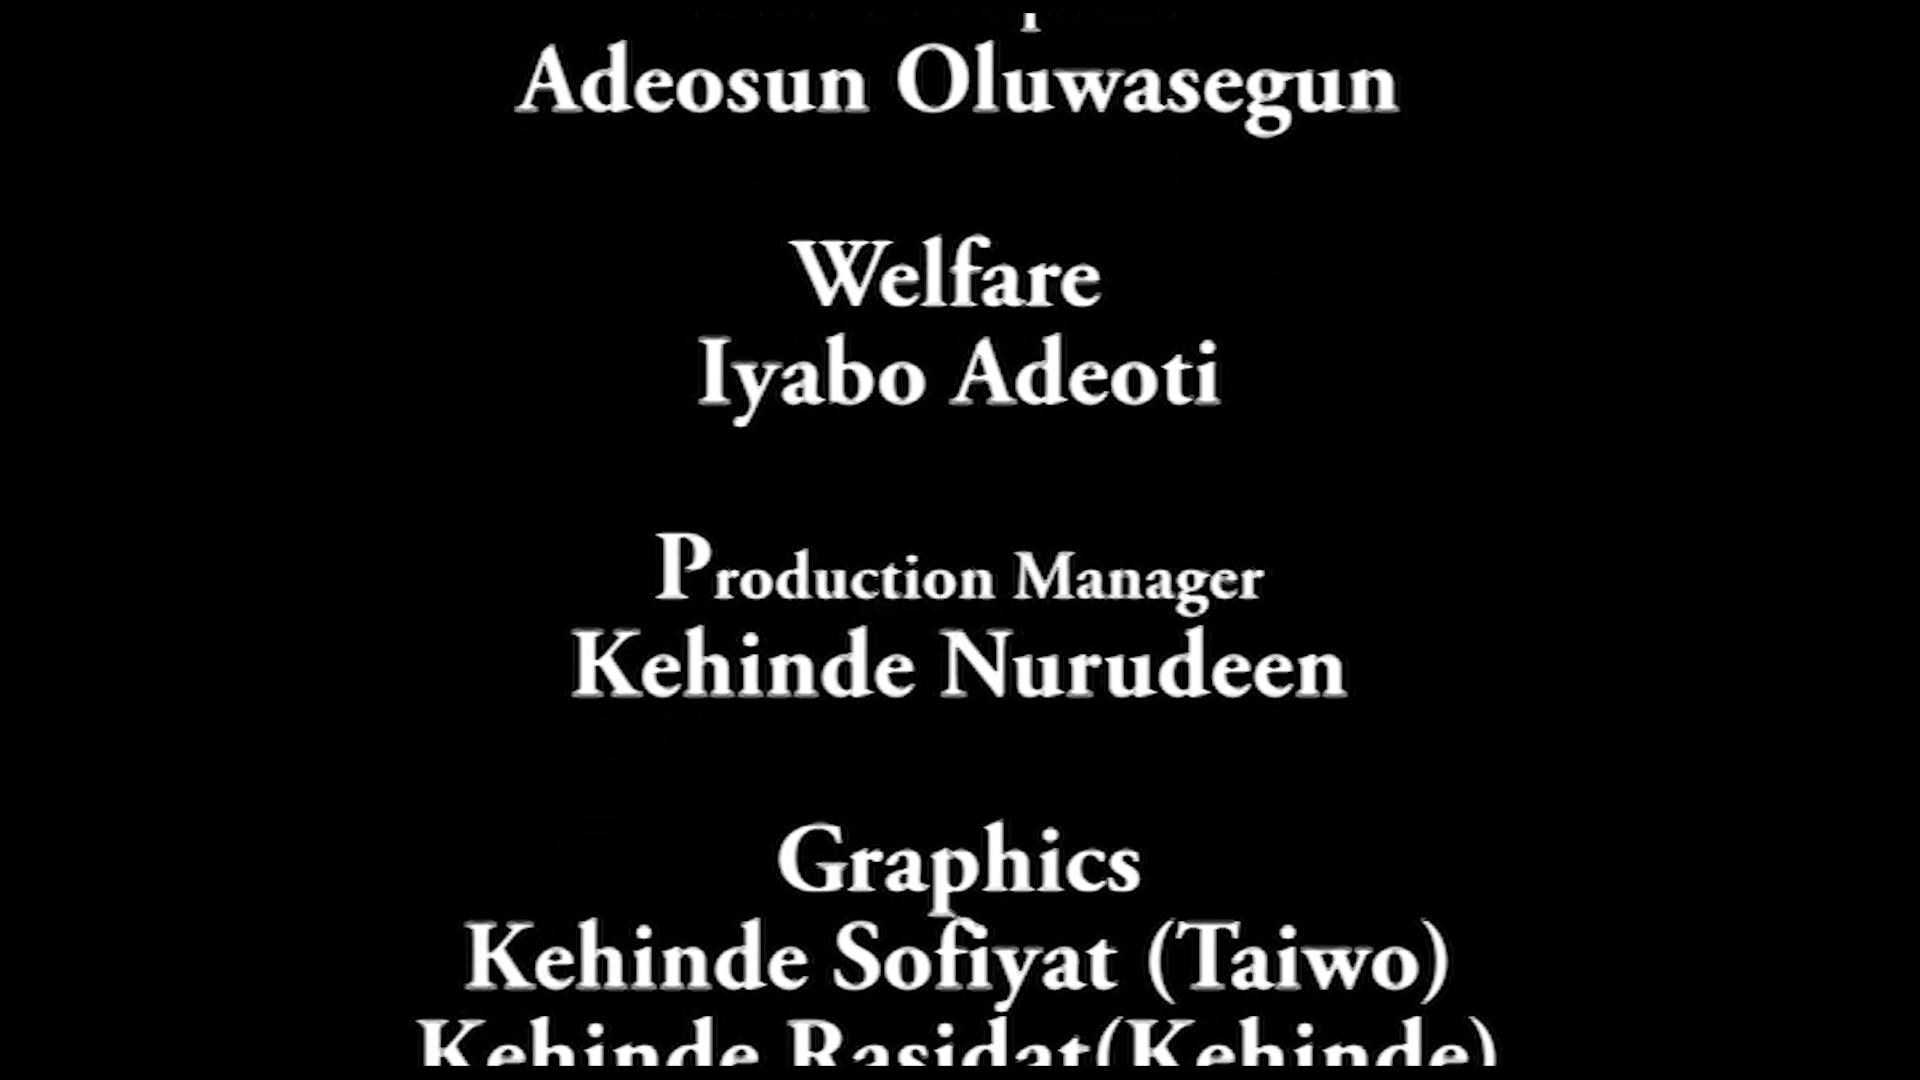 Adeosun Oluwasegun
Welfare
Iyabo Adeoti
Production Manager
Kehinde Nurudeen
Graphics
Kehinde Sofiyat (Taiwo)
Kehinde Rasidat(Kehinde)